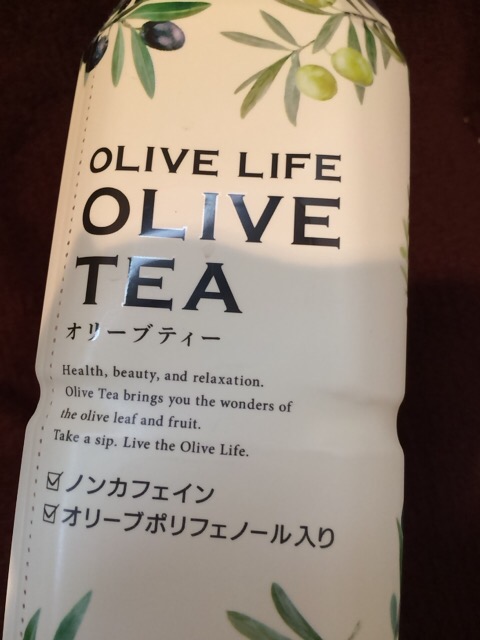 OLIVE LIFE
OLIVE
TEA
オリーブティー
Health, beauty, and relaxation.
Olive Tea brings you the wonders of
the olive leaf and fruit.
Take a sip. Live the Olive Life.
ノンカフェイン
オリーブポリフェノール入り